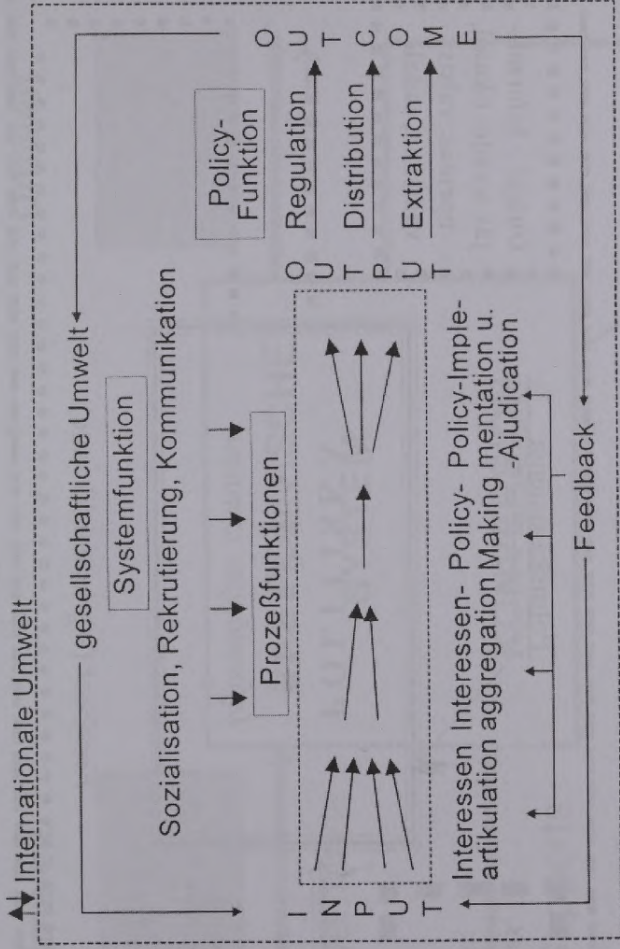 Internationale Umwelt
gesellschaftliche Umwelt
Systemfunktion
Sozialisation, Rekrutierung, Kommunikation
Prozeßfunktionen
Policy-
Funktion
INPUT
OUTPUT
Regulation
Distribution
Extraktion
OUTCOME
Interessen Interessen- Policy- Policy-Imple-
artikulation aggregation Making mentation u.
-Ajudication
Feedback